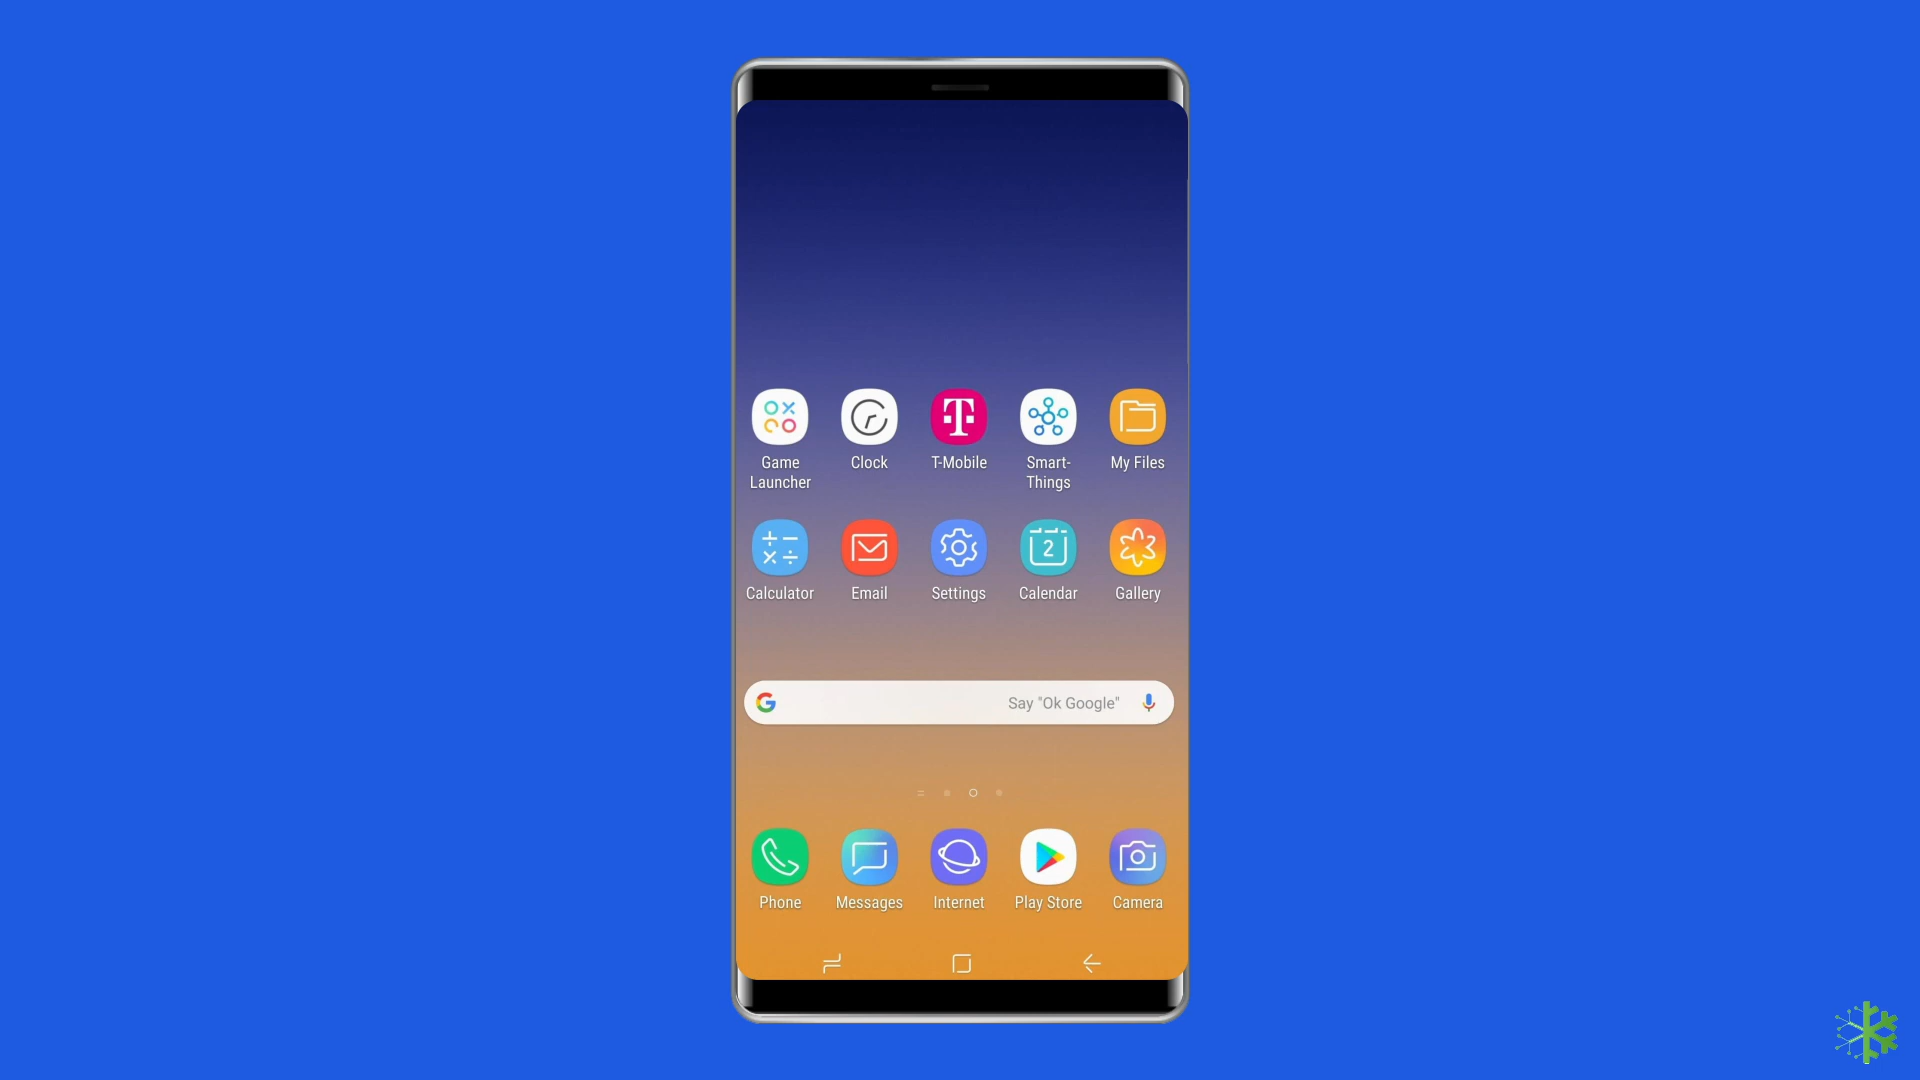 Game Launcher
Clock
T
T-Mobile
Smart-
Things
My Files
Calculator
Email
Settings
2
Calendar
Gallery
G
Say "Ok Google"
Phone
Messages
Internet
Play Store
Camera